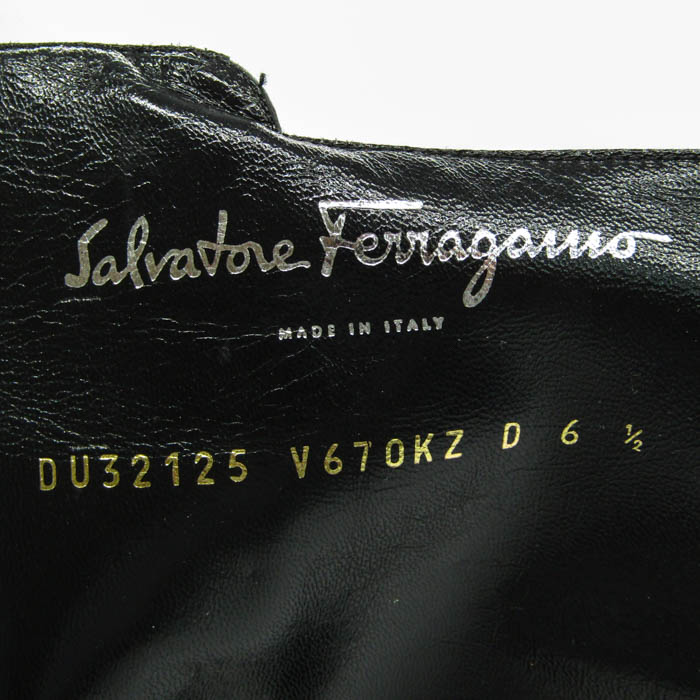 Salvatore Ferragamo
MADE IN ITALY
DU32125 V670KZ D 6 ½